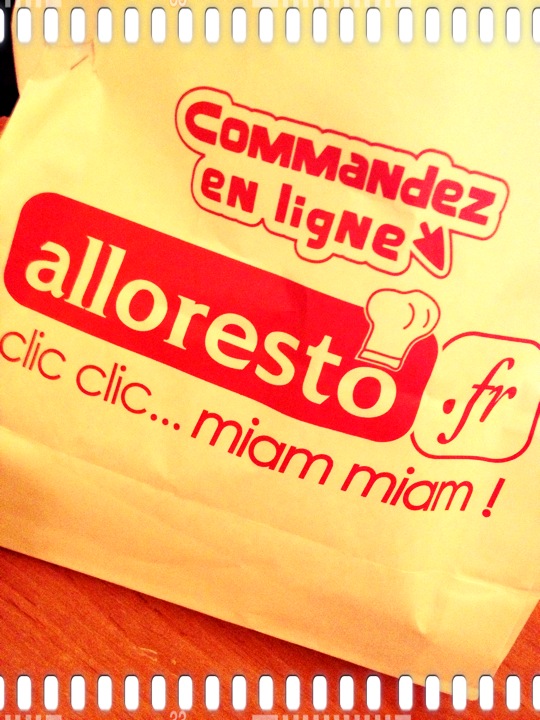 Commandez
en ligne
alloresto.fr
clic clic... miam miam !